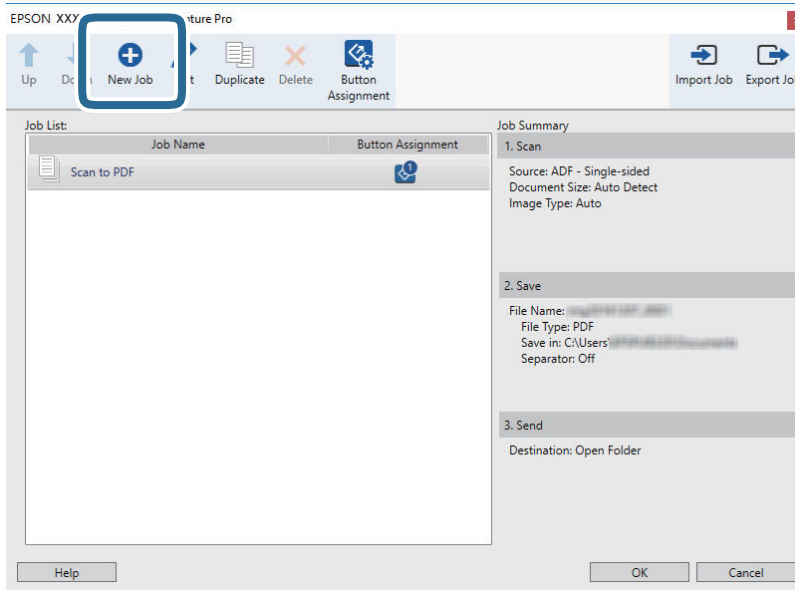 EPSON XXX ture Pro
Up
New Job
Duplicate
Delete
Button
Assignment
Import Job
Export Jo
Job List:
Job Name
Button Assignment
Scan to PDF
1
Job Summary
1. Scan
Source: ADF - Single-sided
Document Size: Auto Detect
Image Type: Auto
2. Save
File Name:
File Type: PDF
Save in: C:\Users\
Separator: Off
3. Send
Destination: Open Folder
Help
OK
Cancel